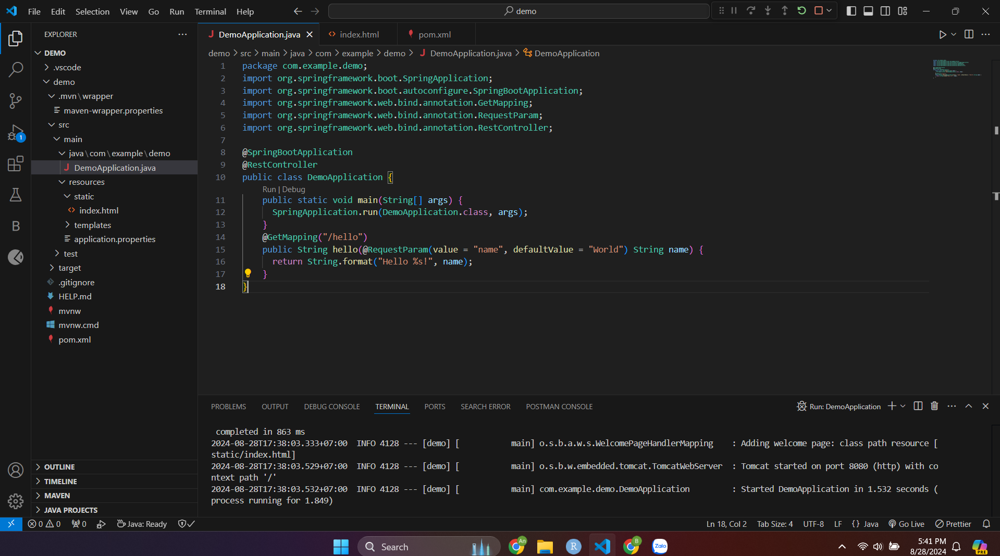 File Edit Selection View Go Run Terminal Help
demo
EXPLORER
DEMO
.vscode
demo
.mvn\wrapper
maven-wrapper.properties
src
main
java\com\example\demo
DemoApplication.java
resources
static
index.html
templates
application.properties
test
target
.gitignore
HELP.md
mvnw
mvnw.cmd
pom.xml
OUTLINE
TIMELINE
MAVEN
JAVA PROJECTS
1
B
DemoApplication.java index.html pom.xml
demo > src > main > java > com > example > demo > DemoApplication.java > DemoApplication
1 package com.example.demo;
2 import org.springframework.boot.SpringApplication;
3 import org.springframework.boot.autoconfigure.SpringBootApplication;
4 import org.springframework.web.bind.annotation.GetMapping;
5 import org.springframework.web.bind.annotation.RequestParam;
6 import org.springframework.web.bind.annotation.RestController;
7
8 @SpringBootApplication
9 @RestController
10 public class DemoApplication {
Run | Debug
11 public static void main(String[] args) {
12 SpringApplication.run(DemoApplication.class, args);
13 }
14 @GetMapping("/hello")
15 public String hello(@RequestParam(value = "name", defaultValue = "World") String name) {
16 return String.format("Hello %s!", name);
17 }
18 }
PROBLEMS OUTPUT DEBUG CONSOLE TERMINAL PORTS SEARCH ERROR POSTMAN CONSOLE
Run: DemoApplication
completed in 863 ms
2024-08-28T17:38:03.333+07:00  INFO 4128 --- [demo] [           main] o.s.b.a.w.s.WelcomePageHandlerMapping    : Adding welcome page: class path resource [
static/index.html]
2024-08-28T17:38:03.529+07:00  INFO 4128 --- [demo] [           main] o.s.b.w.embedded.tomcat.TomcatWebServer  : Tomcat started on port 8080 (http) with co
ntext path '/'
2024-08-28T17:38:03.532+07:00  INFO 4128 --- [demo] [           main] com.example.demo.DemoApplication         : Started DemoApplication in 1.532 seconds (
process running for 1.849)
0 0 0 Java: Ready
Ln 18, Col 2 Tab Size: 4 UTF-8 LF {} Java Go Live Prettier
Search
An
R
B
Zalo
5:41 PM
8/28/2024
PRE